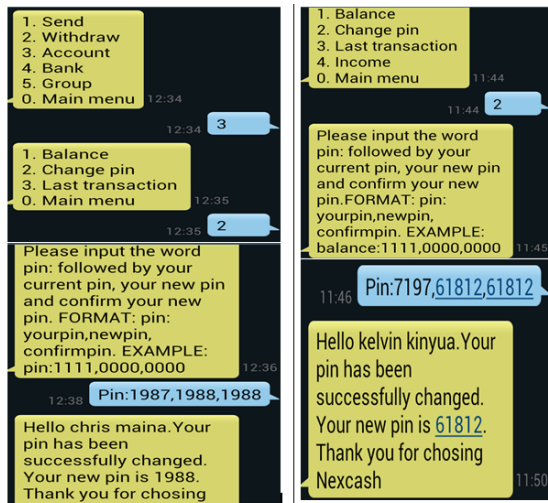 1. Send
2. Withdraw
3. Account
4. Bank
5. Group
0. Main menu 12:34
12:34 3
1. Balance
2. Change pin
3. Last transaction
0. Main menu 12:35
12:35 2
Please input the word
pin: followed by your
current pin, your new pin
and confirm your new
pin. FORMAT: pin:
yourpin,newpin,
confirmpin. EXAMPLE:
pin:1111,0000,0000 12:36
12:38 Pin:1987,1988,1988
Hello chris maina.Your
pin has been
successfully changed.
Your new pin is 1988.
Thank you for chosing
1. Balance
2. Change pin
3. Last transaction
4. Income
0. Main menu 11:44
11:44 2
Please input the word
pin: followed by your
current pin, your new pin
and confirm your new
pin.FORMAT: pin:
yourpin,newpin,
confirmpin. EXAMPLE:
balance:1111,0000,0000 11:45
11:46 Pin:7197,61812,61812
Hello kelvin kinyua.Your
pin has been
successfully changed.
Your new pin is 61812.
Thank you for chosing
Nexcash 11:50